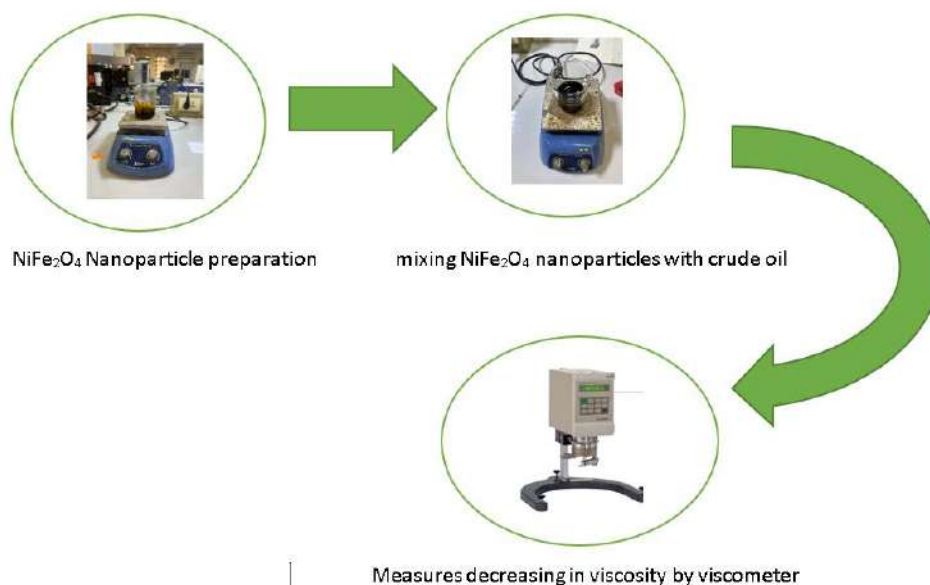 NiFe₂O₄ Nanoparticle preparation
mixing NiFe₂O₄ nanoparticles with crude oil
Measures decreasing in viscosity by viscometer